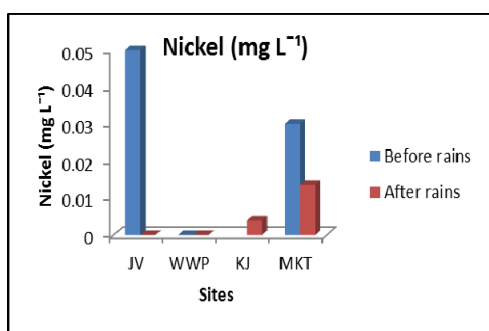 Nickel (mg L⁻¹)
Nickel (mg L⁻¹)
0.05
0.04
0.03
0.02
0.01
0
JV WWP KJ MKT
Sites
Before rains
After rains